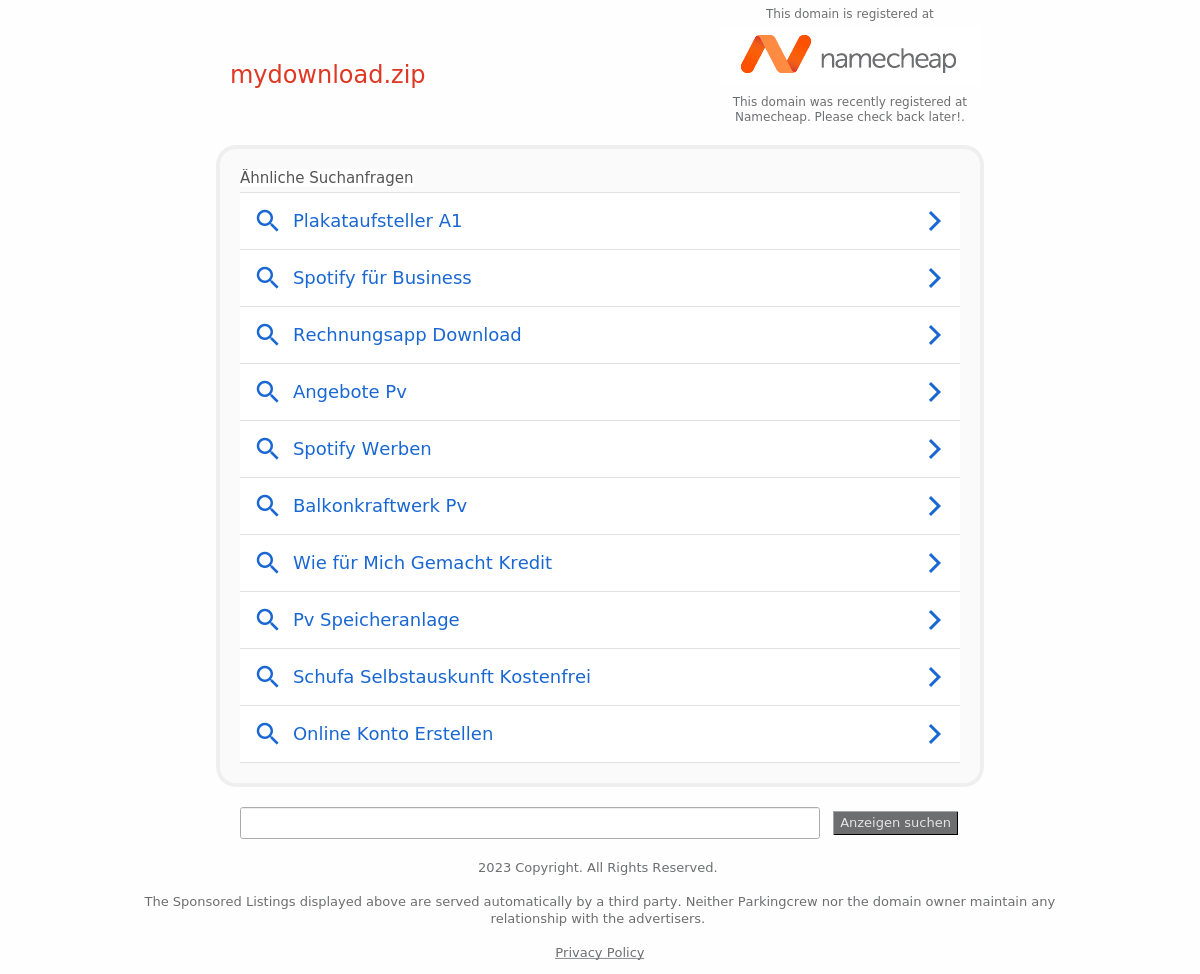 This domain is registered at
namecheap
mydownload.zip
This domain was recently registered at
Namecheap. Please check back later!.
Ähnliche Suchanfragen
Plakataufsteller A1
Spotify für Business
Rechnungsapp Download
Angebote Pv
Spotify Werben
Balkonkraftwerk Pv
Wie für Mich Gemacht Kredit
Pv Speicheranlage
Schufa Selbstauskunft Kostenfrei
Online Konto Erstellen
Anzeigen suchen
2023 Copyright. All Rights Reserved.
The Sponsored Listings displayed above are served automatically by a third party. Neither Parkingcrew nor the domain owner maintain any
relationship with the advertisers.
Privacy Policy